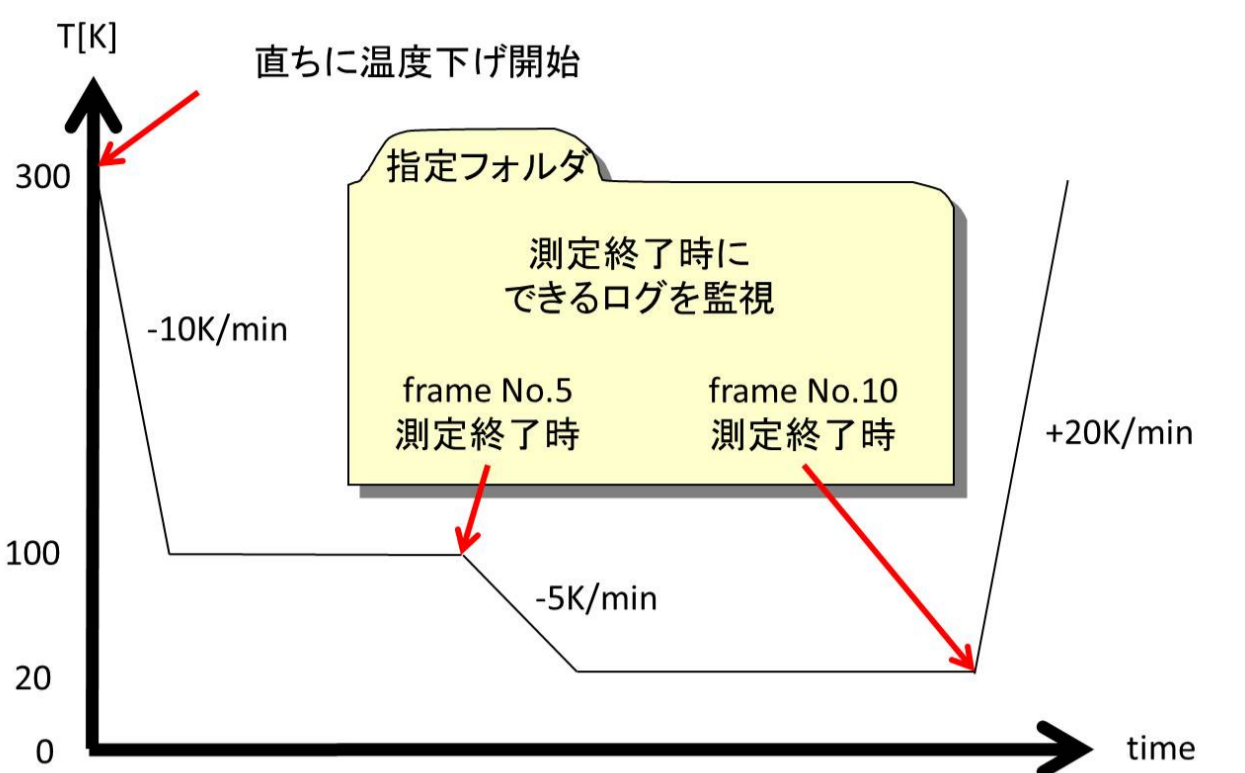 T[K]
直ちに温度下げ開始
300
指定フォルダ
測定終了時に
できるログを監視
-10K/min
frame No.5
測定終了時
frame No.10
測定終了時
+20K/min
100
-5K/min
20
0
time